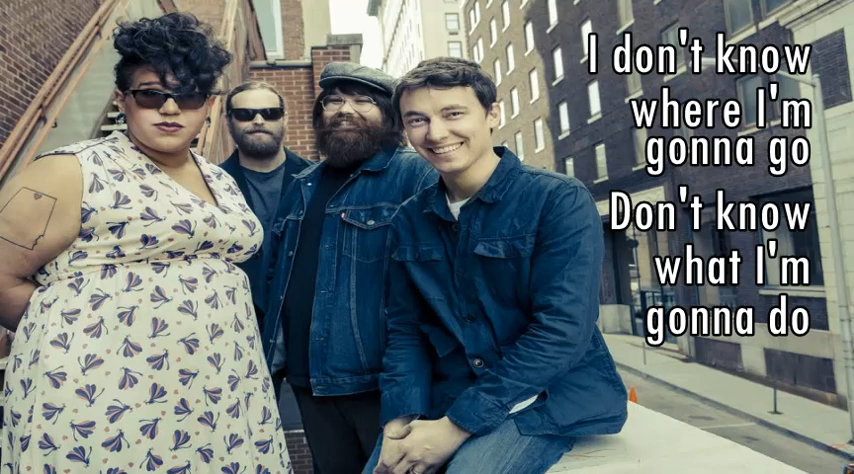 I don't know
where I'm
gonna go
Don't know
what I'm
gonna do